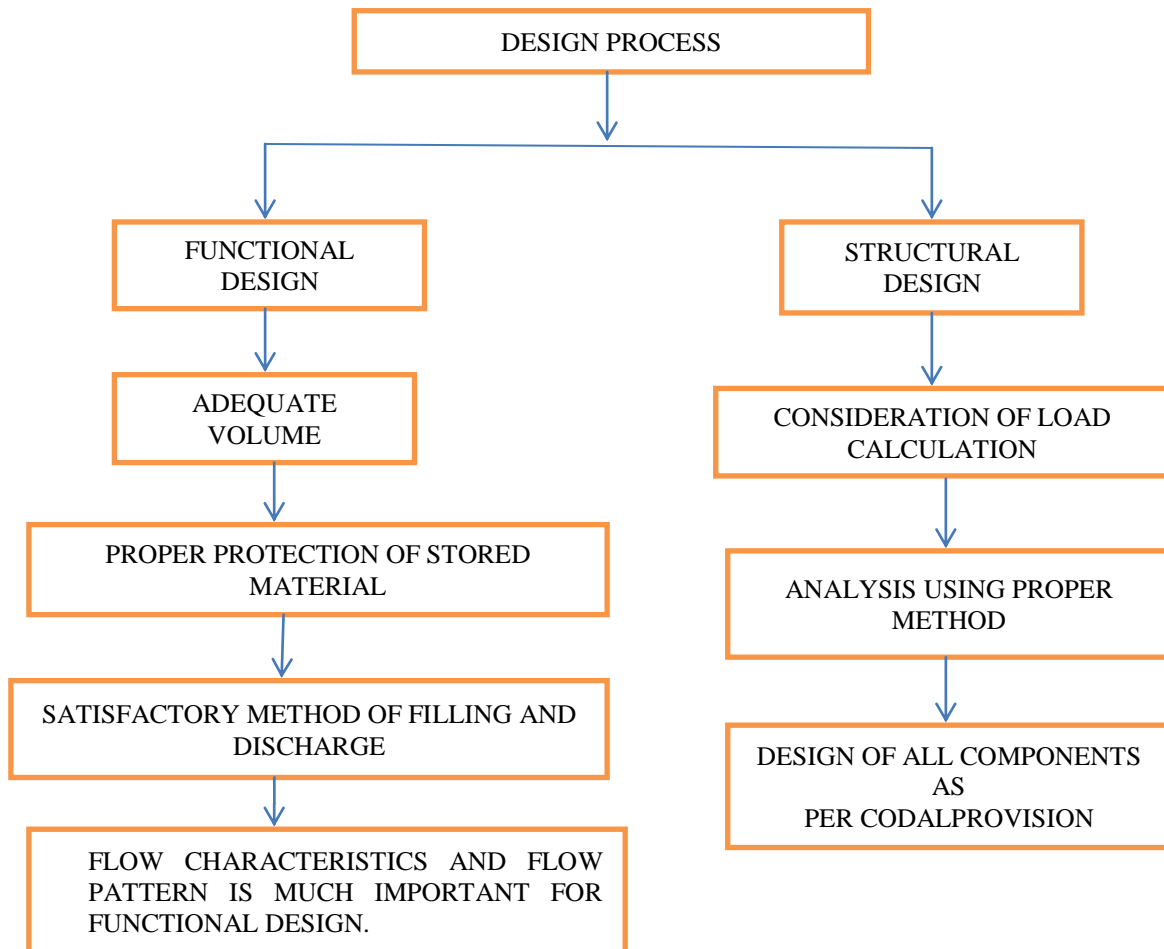 DESIGN PROCESS
FUNCTIONAL
DESIGN
ADEQUATE
VOLUME
PROPER PROTECTION OF STORED
MATERIAL
SATISFACTORY METHOD OF FILLING AND
DISCHARGE
FLOW CHARACTERISTICS AND FLOW
PATTERN IS MUCH IMPORTANT FOR
FUNCTIONAL DESIGN.
STRUCTURAL
DESIGN
CONSIDERATION OF LOAD
CALCULATION
ANALYSIS USING PROPER
METHOD
DESIGN OF ALL COMPONENTS
AS
PER CODALPROVISION